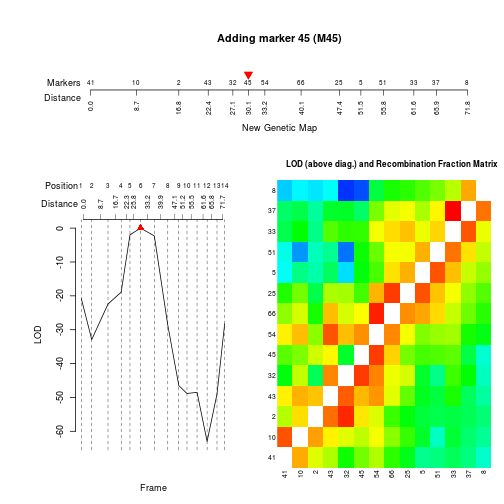 Adding marker 45 (M45)
Markers 41 10 2 43 32 45 54 66 25 5 51 33 37 8
Distance
0.0 8.7 16.8 22.4 27.1 30.1 33.2 40.1 47.4 51.5 55.8 61.6 65.9 71.8
New Genetic Map
LOD (above diag.) and Recombination Fraction Matrix
Position 1 2 3 4 5 6 7 8 9 10 11 12 13 14
Distance 0.0 8.7 16.7 22.3 25.8 33.2 39.9 47.1 51.2 55.5 61.6 65.8 71.7
0
-10
-20
-30
-40
-50
-60
LOD
Frame
8
37
33
51
5
25
66
54
45
32
43
2
10
41
41 10 2 43 32 45 54 66 25 5 51 33 37 8